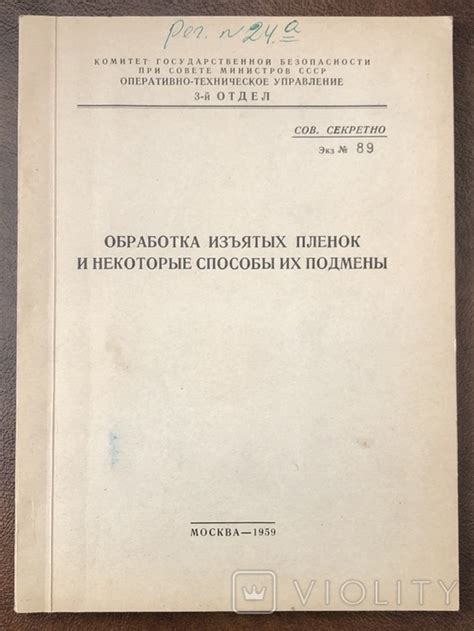 рег. n 24.а
КОМИТЕТ ГОСУДАРСТВЕННОЙ БЕЗОПАСНОСТИ
ПРИ СОВЕТЕ МИНИСТРОВ СССР
ОПЕРАТИВНО-ТЕХНИЧЕСКОЕ УПРАВЛЕНИЕ
3-й ОТДЕЛ
СОВ. СЕКРЕТНО
Экз № 89
ОБРАБОТКА ИЗЪЯТЫХ ПЛЕНОК
И НЕКОТОРЫЕ СПОСОБЫ ИХ ПОДМЕНЫ
МОСКВА—1959
VIOLITY